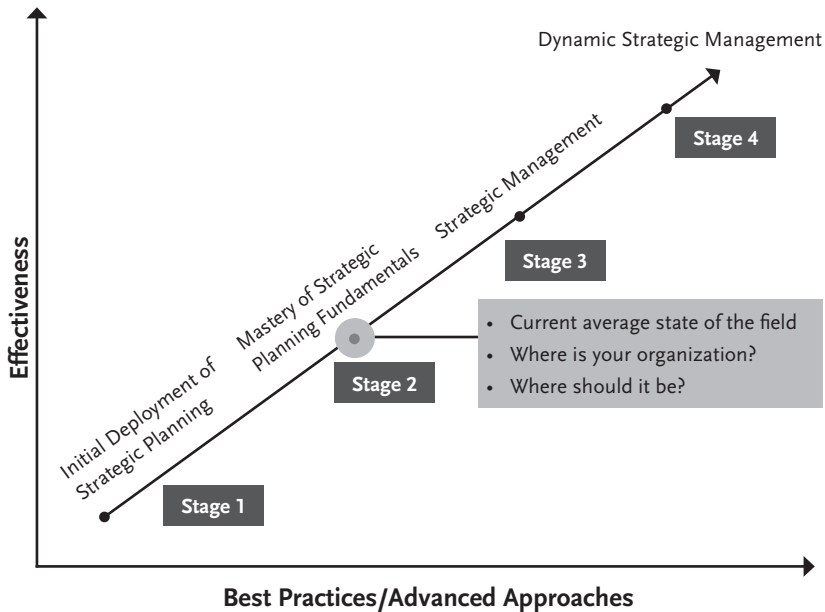 Dynamic Strategic Management
Stage 4
Strategic Management
Stage 3
Mastery of Strategic
Planning Fundamentals
• Current average state of the field
• Where is your organization?
• Where should it be?
Stage 2
Initial Deployment of
Strategic Planning
Stage 1
Effectiveness
Best Practices/Advanced Approaches